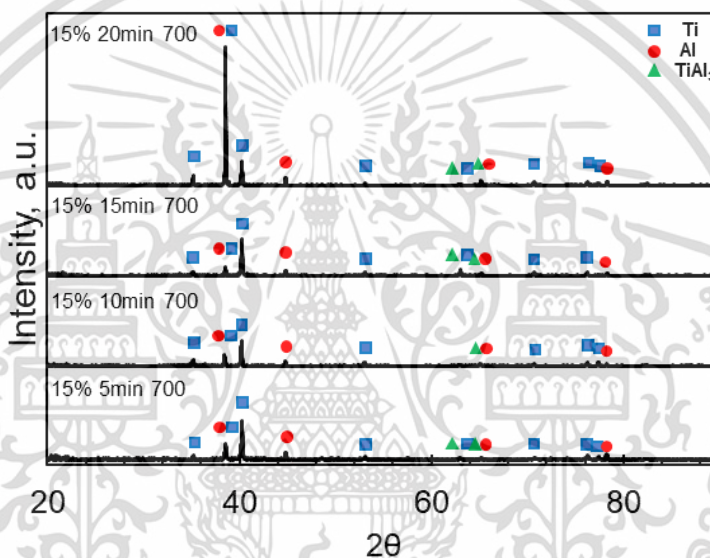 15% 20min 700
Ti
Al
TiAl₃
15% 15min 700
15% 10min 700
15% 5min 700
Intensity, a.u.
20
40
60
80
2θ